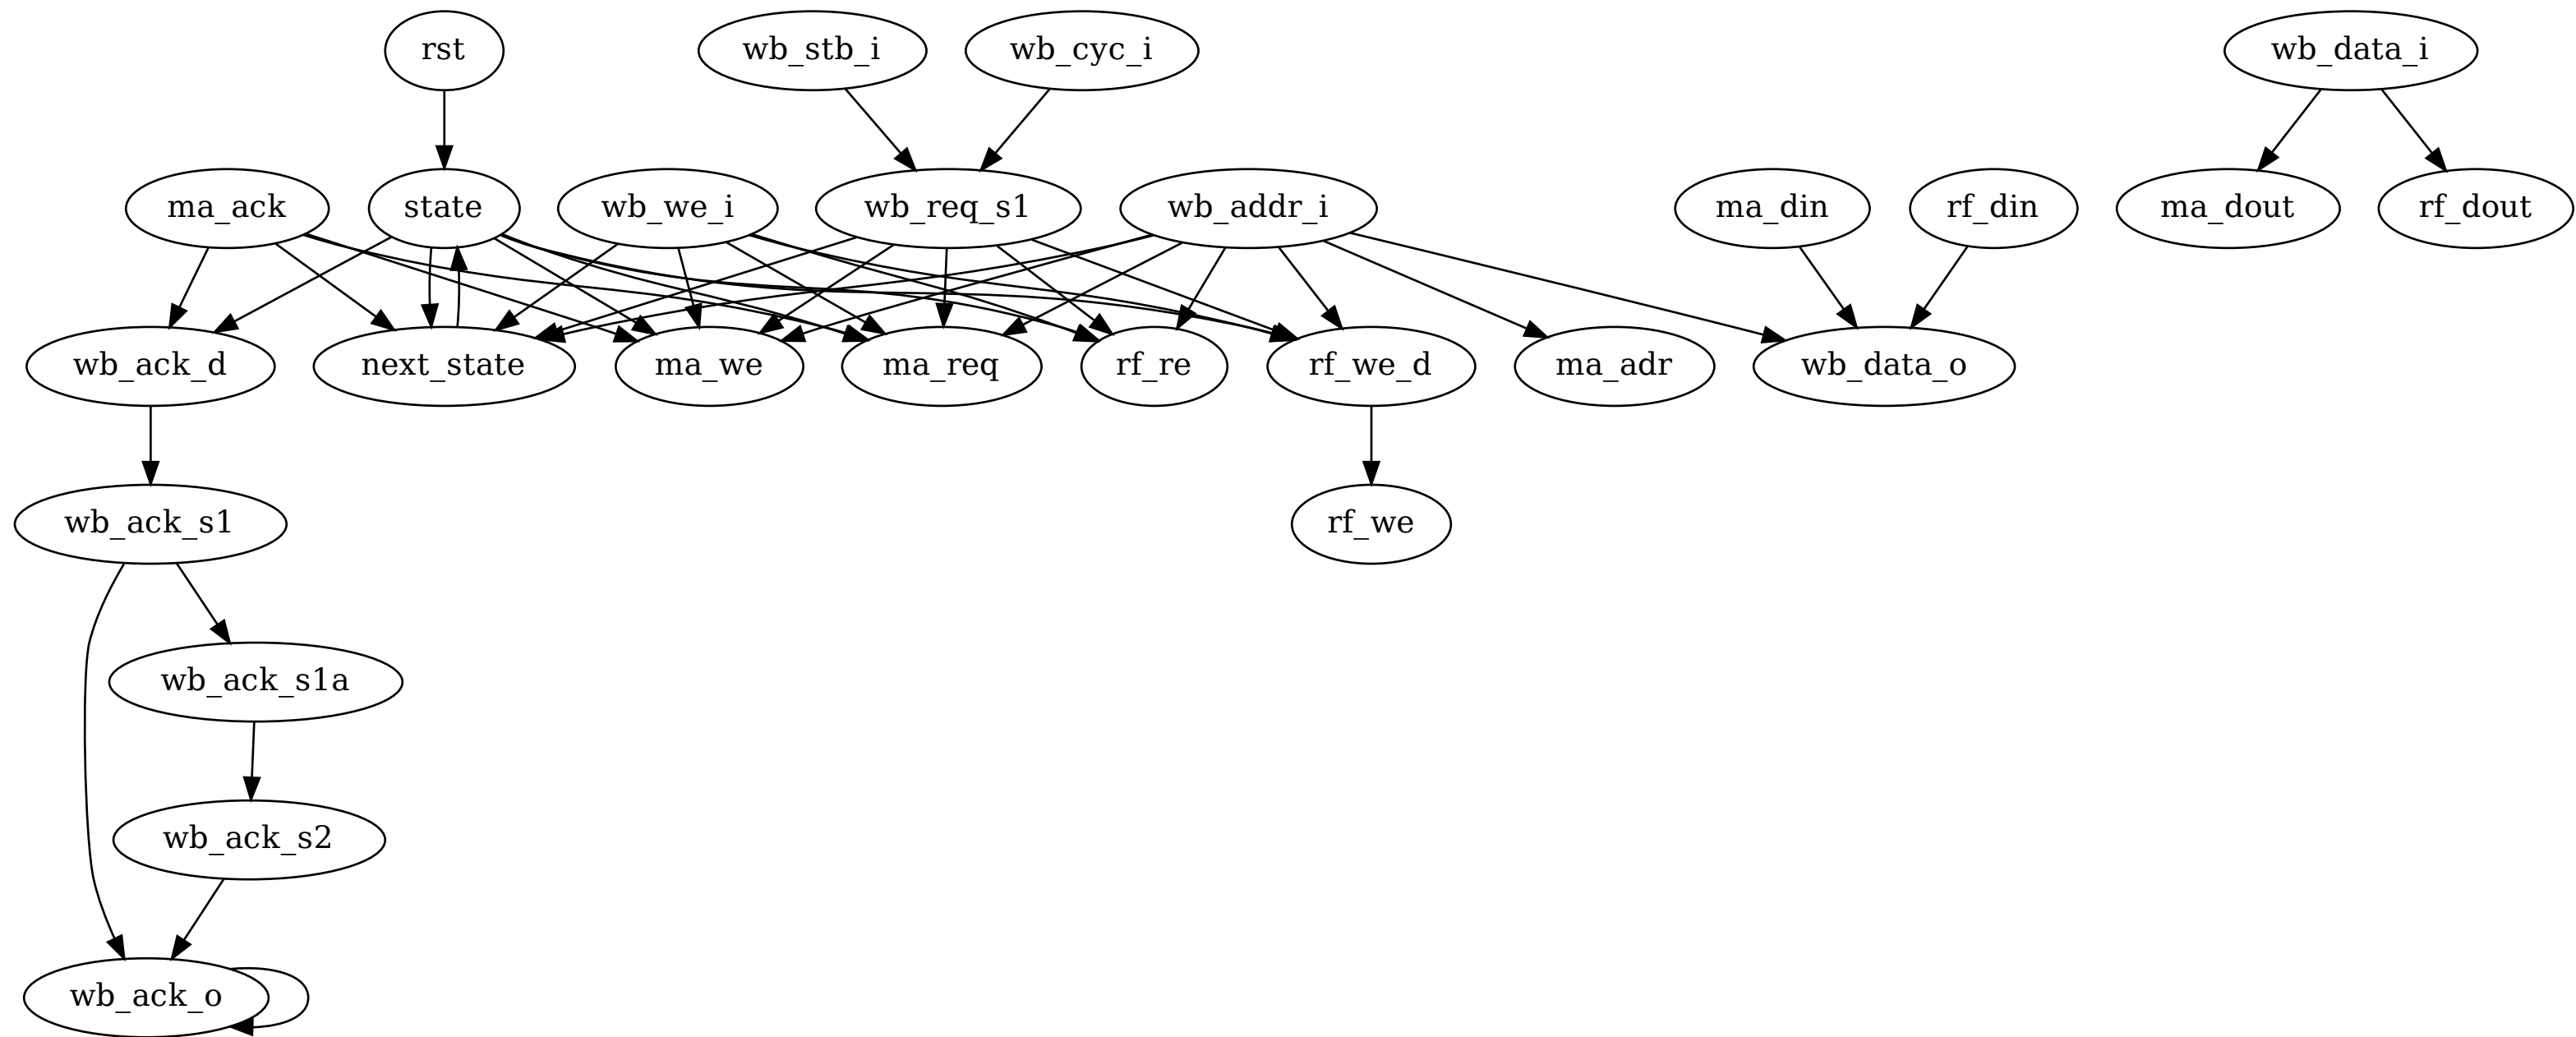 rst
wb_stb_i
wb_cyc_i
wb_data_i
ma_ack
state
wb_we_i
wb_req_s1
wb_addr_i
ma_din
rf_din
ma_dout
rf_dout
wb_ack_d
next_state
ma_we
ma_req
rf_re
rf_we_d
ma_adr
wb_data_o
wb_ack_s1
rf_we
wb_ack_s1a
wb_ack_s2
wb_ack_o